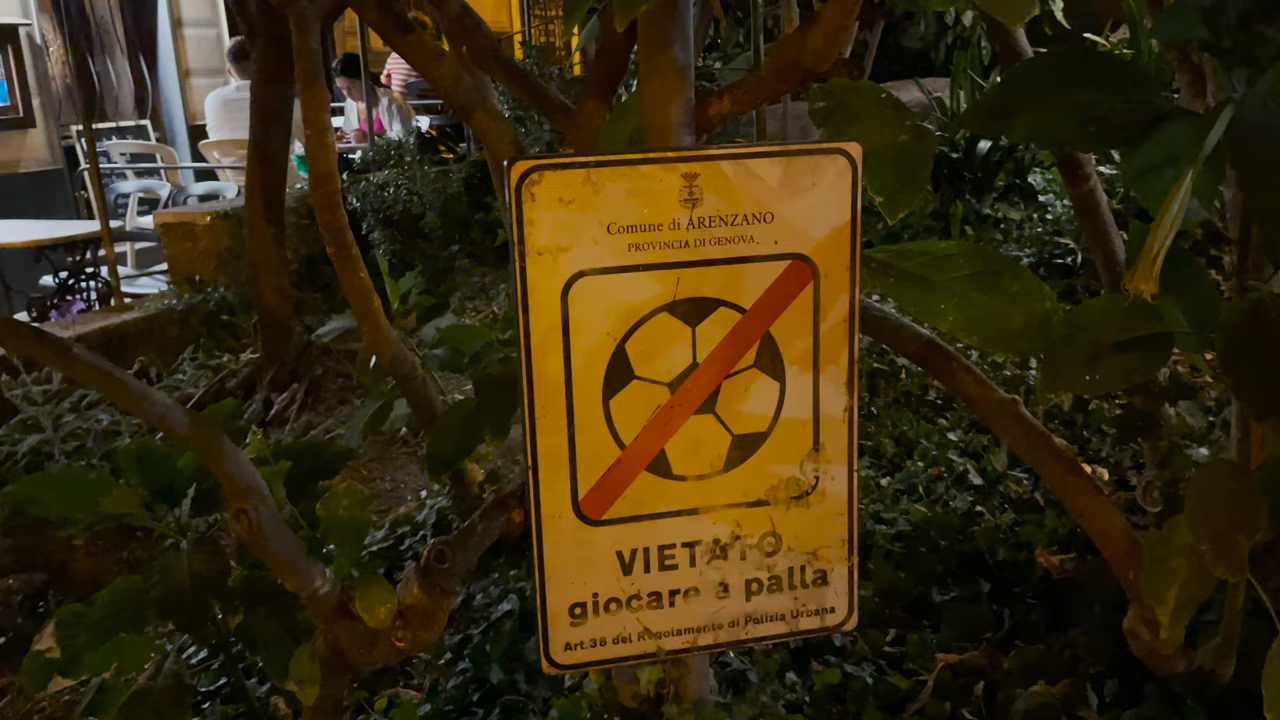 Comune di ARENZANO
PROVINCIA DI GENOVA
VIETATO
giocare a palla
Art.38 del Regolamento di Polizia Urbana